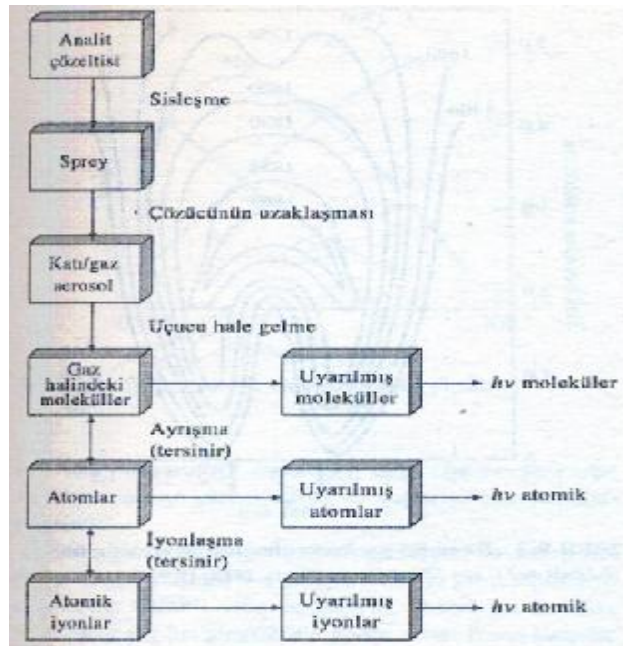 Analit
çözeltisi
Sisleşme
Sprey
Çözücünün uzaklaşması
Katı/gaz
aerosol
Uçucu hale gelme
Gaz
halindeki
moleküller
Uyarılmış
moleküller
hν moleküler
Ayrışma
(tersinir)
Atomlar
Uyarılmış
atomlar
hν atomik
İyonlaşma
(tersinir)
Atomik
iyonlar
Uyarılmış
iyonlar
hν atomik